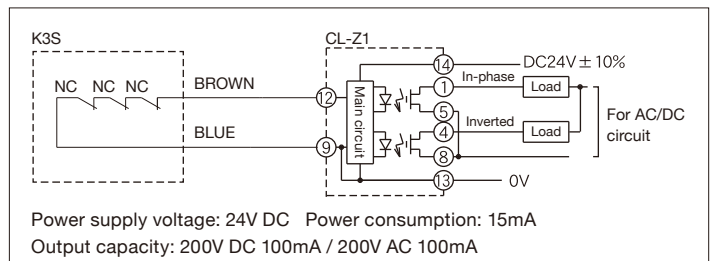 K3S
CL-Z1
NC NC NC
BROWN
BLUE
12
9
Main circuit
14
DC24V ± 10%
1
In-phase
Load
5
4
Inverted
Load
8
13
0V
For AC/DC
circuit
Power supply voltage: 24V DC Power consumption: 15mA
Output capacity: 200V DC 100mA / 200V AC 100mA